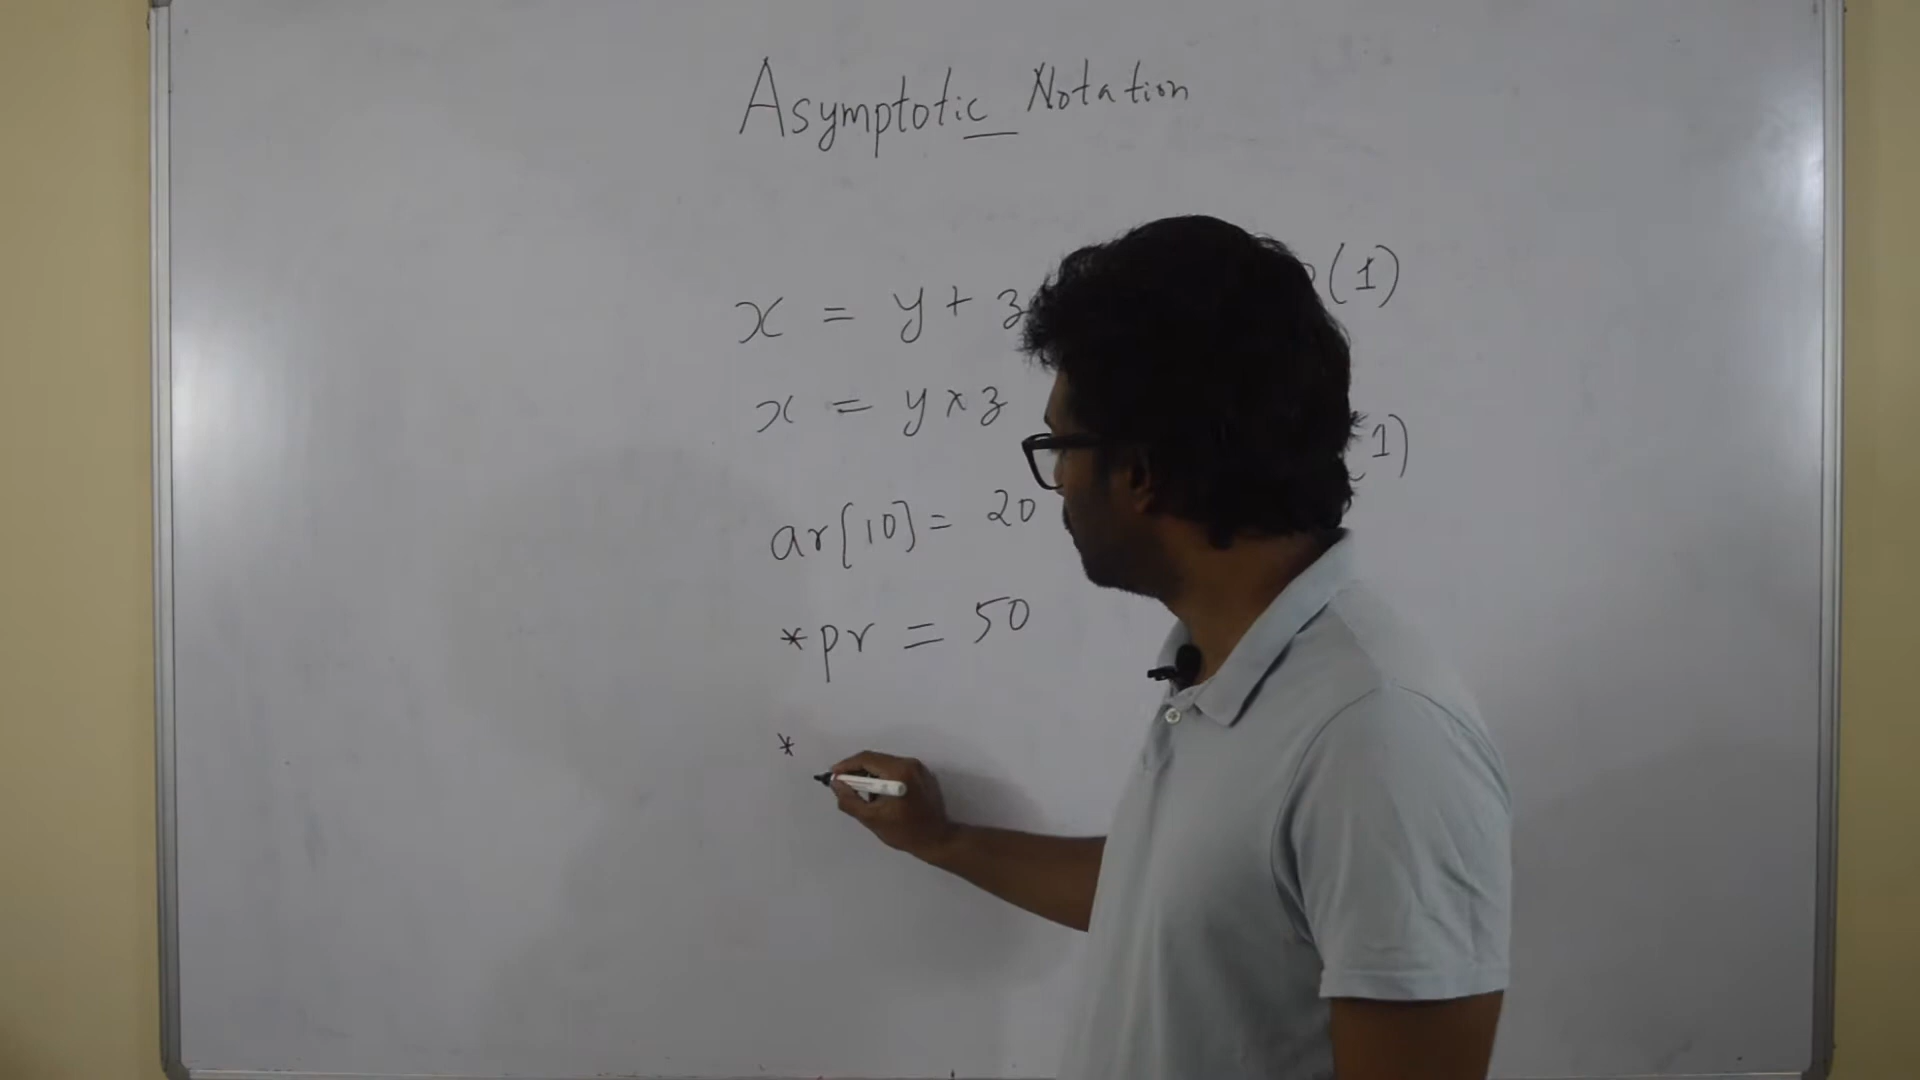 Asymptotic Notation
x = y + z (1)
x = y x z
1)
ar[10] = 20
*pr = 50
*